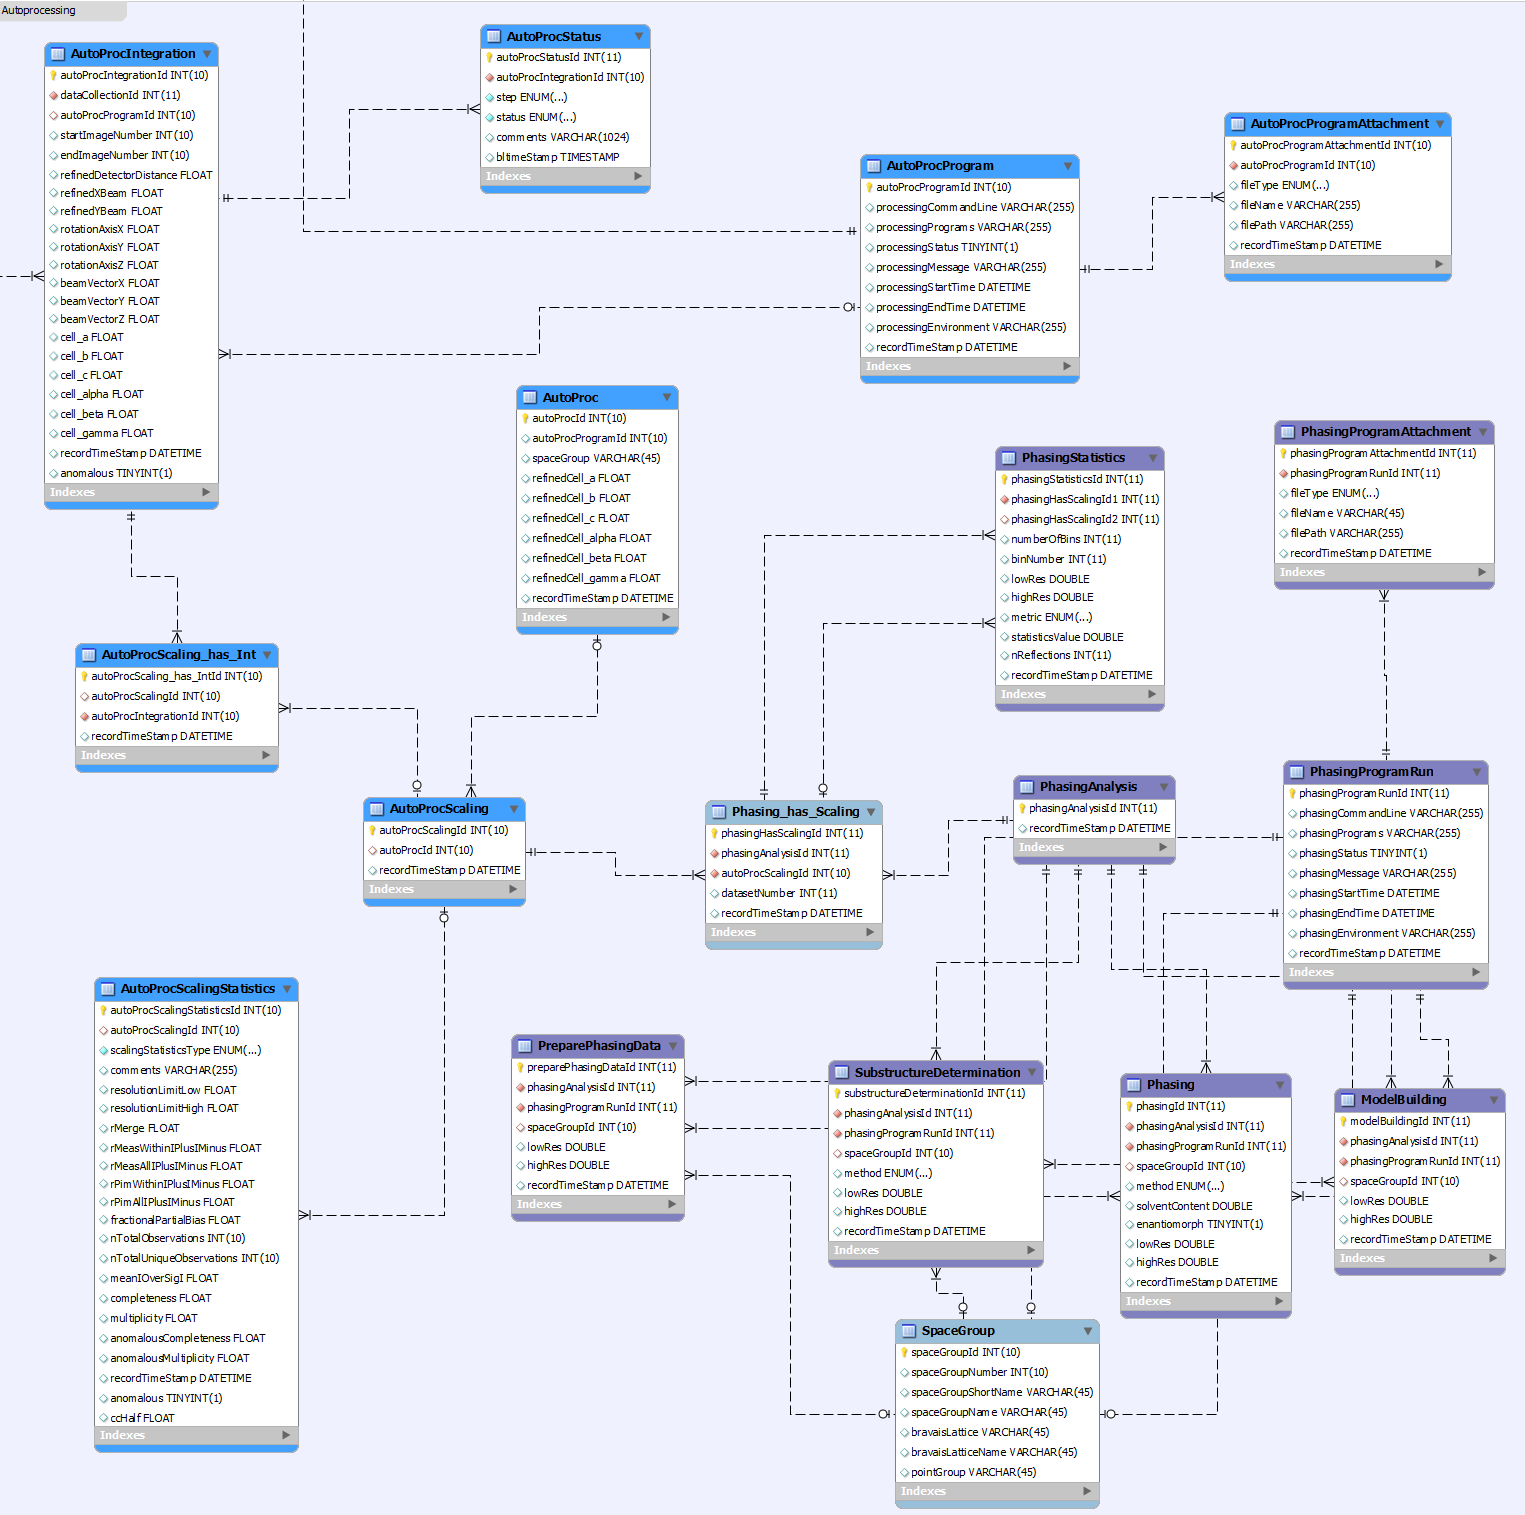 Autoprocessing
AutoProcIntegration
autoProcIntegrationId INT(10)
dataCollectionId INT(11)
autoProcProgramId INT(10)
startImageNumber INT(10)
endImageNumber INT(10)
refinedDetectorDistance FLOAT
refinedXBeam FLOAT
refinedYBeam FLOAT
rotationAxisX FLOAT
rotationAxisY FLOAT
rotationAxisZ FLOAT
beamVectorX FLOAT
beamVectorY FLOAT
beamVectorZ FLOAT
cell_a FLOAT
cell_b FLOAT
cell_c FLOAT
cell_alpha FLOAT
cell_beta FLOAT
cell_gamma FLOAT
recordTimeStamp DATETIME
anomalous TINYINT(1)
Indexes
AutoProcStatus
autoProcStatusId INT(11)
autoProcIntegrationId INT(10)
step ENUM(...)
status ENUM(...)
comments VARCHAR(1024)
bltimeStamp TIMESTAMP
Indexes
AutoProcProgram
autoProcProgramId INT(10)
processingCommandLine VARCHAR(255)
processingPrograms VARCHAR(255)
processingStatus TINYINT(1)
processingMessage VARCHAR(255)
processingStartTime DATETIME
processingEndTime DATETIME
processingEnvironment VARCHAR(255)
recordTimeStamp DATETIME
Indexes
AutoProcProgramAttachment
autoProcProgramAttachmentId INT(10)
autoProcProgramId INT(10)
fileType ENUM(...)
fileName VARCHAR(255)
filePath VARCHAR(255)
recordTimeStamp DATETIME
Indexes
AutoProc
autoProcId INT(10)
autoProcProgramId INT(10)
spaceGroup VARCHAR(45)
refinedCell_a FLOAT
refinedCell_b FLOAT
refinedCell_c FLOAT
refinedCell_alpha FLOAT
refinedCell_beta FLOAT
refinedCell_gamma FLOAT
recordTimeStamp DATETIME
Indexes
PhasingStatistics
phasingStatisticsId INT(11)
phasingHasScalingId1 INT(11)
phasingHasScalingId2 INT(11)
numberOfBins INT(11)
binNumber INT(11)
lowRes DOUBLE
highRes DOUBLE
metric ENUM(...)
statisticsValue DOUBLE
nReflections INT(11)
recordTimeStamp DATETIME
Indexes
PhasingProgramAttachment
phasingProgramAttachmentId INT(11)
phasingProgramRunId INT(11)
fileType ENUM(...)
fileName VARCHAR(45)
filePath VARCHAR(255)
recordTimeStamp DATETIME
Indexes
AutoProcScaling_has_Int
autoProcScaling_has_IntId INT(10)
autoProcScalingId INT(10)
autoProcIntegrationId INT(10)
recordTimeStamp DATETIME
Indexes
AutoProcScaling
autoProcScalingId INT(10)
autoProcId INT(10)
recordTimeStamp DATETIME
Indexes
Phasing_has_Scaling
phasingHasScalingId INT(11)
phasingAnalysisId INT(11)
autoProcScalingId INT(10)
datasetNumber INT(11)
recordTimeStamp DATETIME
Indexes
PhasingAnalysis
phasingAnalysisId INT(11)
recordTimeStamp DATETIME
Indexes
PhasingProgramRun
phasingProgramRunId INT(11)
phasingCommandLine VARCHAR(255)
phasingPrograms VARCHAR(255)
phasingStatus TINYINT(1)
phasingMessage VARCHAR(255)
phasingStartTime DATETIME
phasingEndTime DATETIME
phasingEnvironment VARCHAR(255)
recordTimeStamp DATETIME
Indexes
AutoProcScalingStatistics
autoProcScalingStatisticsId INT(10)
autoProcScalingId INT(10)
scalingStatisticsType ENUM(...)
comments VARCHAR(255)
resolutionLimitLow FLOAT
resolutionLimitHigh FLOAT
rMerge FLOAT
rMeasWithinIPlusIMinus FLOAT
rMeasAllIPlusIMinus FLOAT
rPimWithinIPlusIMinus FLOAT
rPimAllIPlusIMinus FLOAT
fractionalPartialBias FLOAT
nTotalObservations INT(10)
nTotalUniqueObservations INT(10)
meanIOverSigI FLOAT
completeness FLOAT
multiplicity FLOAT
anomalousCompleteness FLOAT
anomalousMultiplicity FLOAT
recordTimeStamp DATETIME
anomalous TINYINT(1)
ccHalf FLOAT
Indexes
PreparePhasingData
preparePhasingDataId INT(11)
phasingAnalysisId INT(11)
phasingProgramRunId INT(11)
spaceGroupId INT(10)
lowRes DOUBLE
highRes DOUBLE
recordTimeStamp DATETIME
Indexes
SubstructureDetermination
substructureDeterminationId INT(11)
phasingAnalysisId INT(11)
phasingProgramRunId INT(11)
spaceGroupId INT(10)
method ENUM(...)
lowRes DOUBLE
highRes DOUBLE
recordTimeStamp DATETIME
Indexes
Phasing
phasingId INT(11)
phasingAnalysisId INT(11)
phasingProgramRunId INT(11)
spaceGroupId INT(10)
method ENUM(...)
solventContent DOUBLE
enantiomorph TINYINT(1)
lowRes DOUBLE
highRes DOUBLE
recordTimeStamp DATETIME
Indexes
ModelBuilding
modelBuildingId INT(11)
phasingAnalysisId INT(11)
phasingProgramRunId INT(11)
spaceGroupId INT(10)
lowRes DOUBLE
highRes DOUBLE
recordTimeStamp DATETIME
Indexes
SpaceGroup
spaceGroupId INT(10)
spaceGroupNumber INT(10)
spaceGroupShortName VARCHAR(45)
spaceGroupName VARCHAR(45)
bravaisLattice VARCHAR(45)
bravaisLatticeName VARCHAR(45)
pointGroup VARCHAR(45)
Indexes